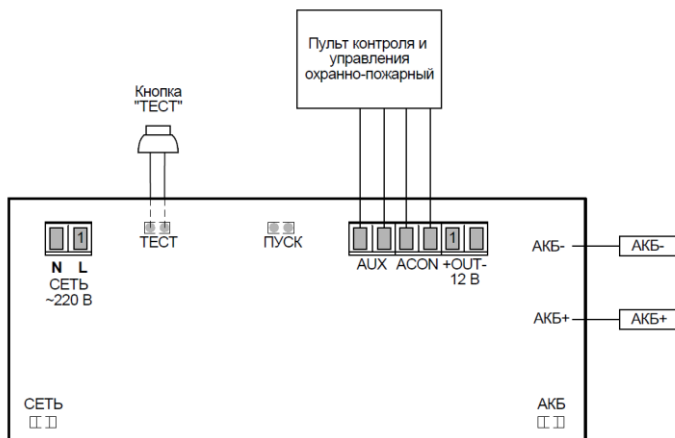 Пульт контроля и
управления
охранно-пожарный
Кнопка
"ТЕСТ"
1
1
ТЕСТ
ПУСК
N L
AUX ACON +OUT-
12 В
СЕТЬ
~220 В
АКБ- АКБ-
АКБ+ АКБ+
СЕТЬ
АКБ